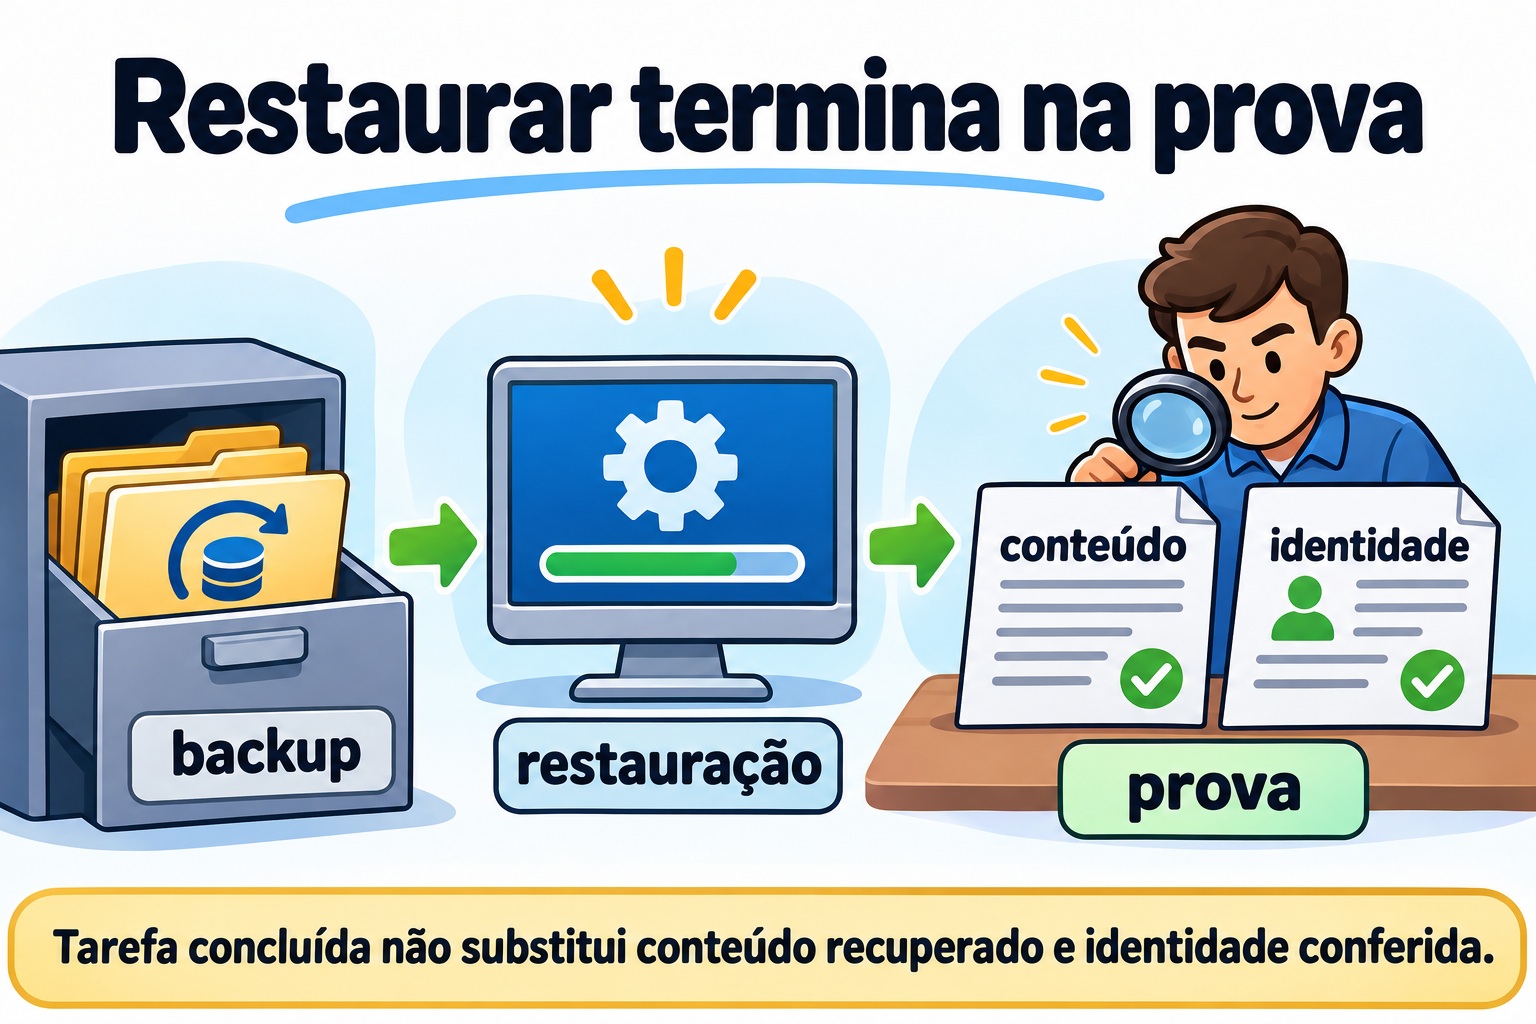 Restaurar termina na prova
conteúdo
identidade
backup
restauração
prova
Tarefa concluída não substitui conteúdo recuperado e identidade conferida.